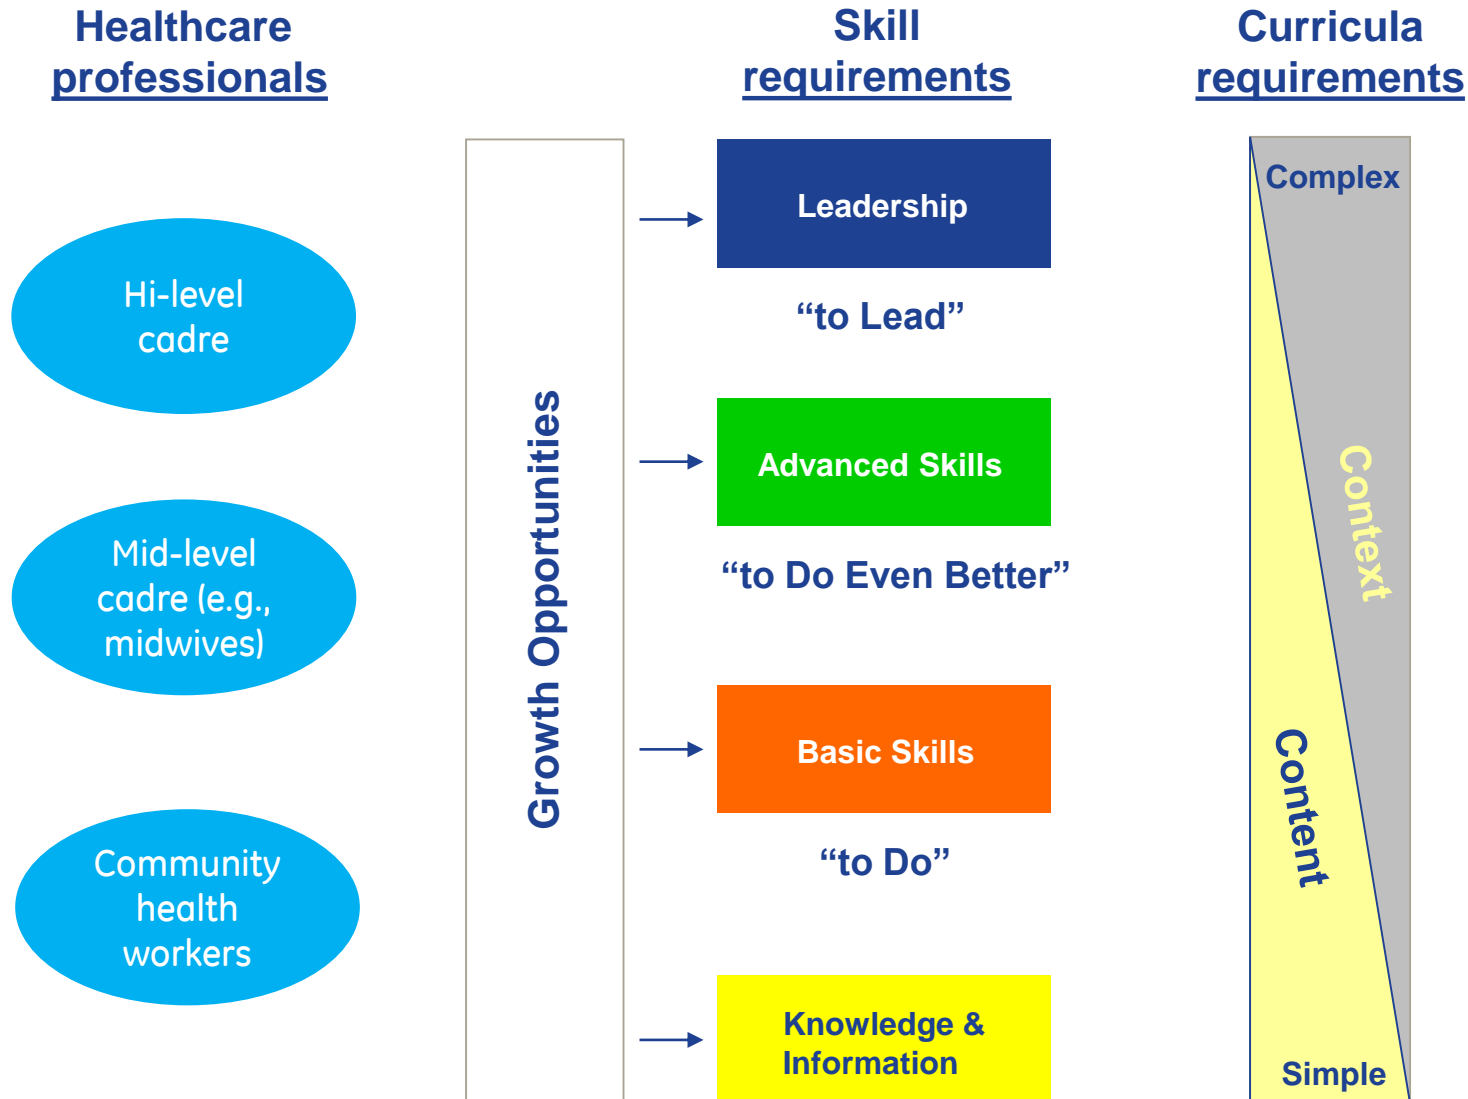 Healthcare
professionals
Skill
requirements
Curricula
requirements
Hi-level
cadre
Mid-level
cadre (e.g.,
midwives)
Community
health
workers
Growth Opportunities
Leadership
“to Lead”
Advanced Skills
“to Do Even Better”
Basic Skills
“to Do”
Knowledge &
Information
Complex
Context
Content
Simple